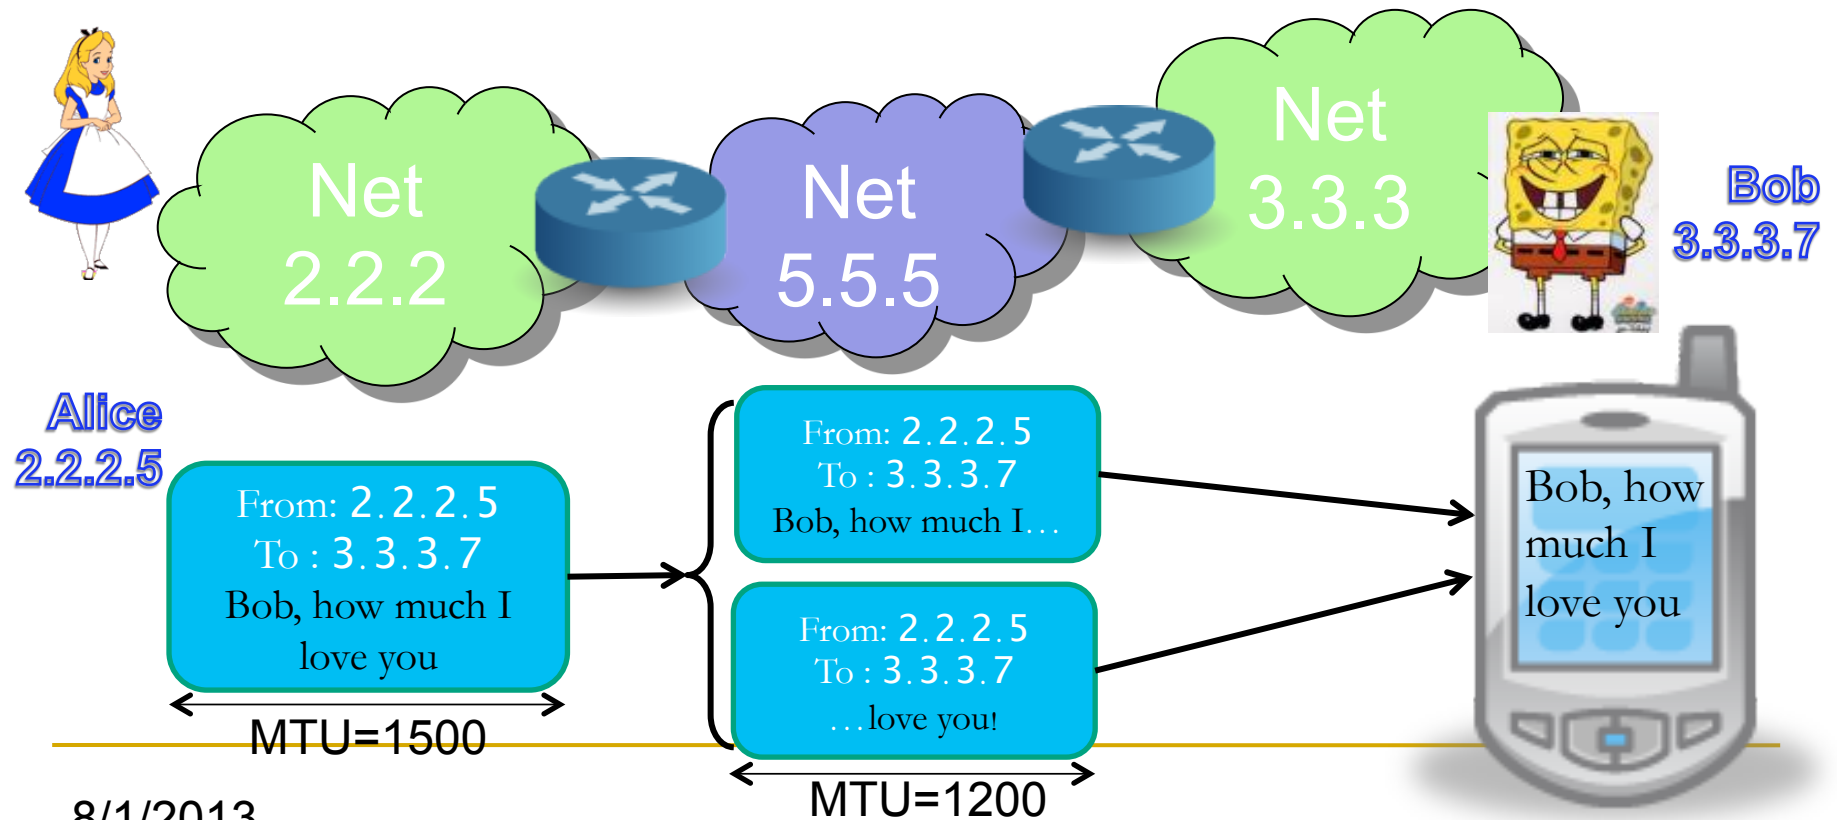 Net
2.2.2
Net
5.5.5
Net
3.3.3
Bob
3.3.3.7
Alice
2.2.2.5
From: 2.2.2.5
To : 3.3.3.7
Bob, how much I
love you
MTU=1500
From: 2.2.2.5
To : 3.3.3.7
Bob, how much I…
From: 2.2.2.5
To : 3.3.3.7
…love you!
MTU=1200
Bob, how
much I
love you
8/1/2013